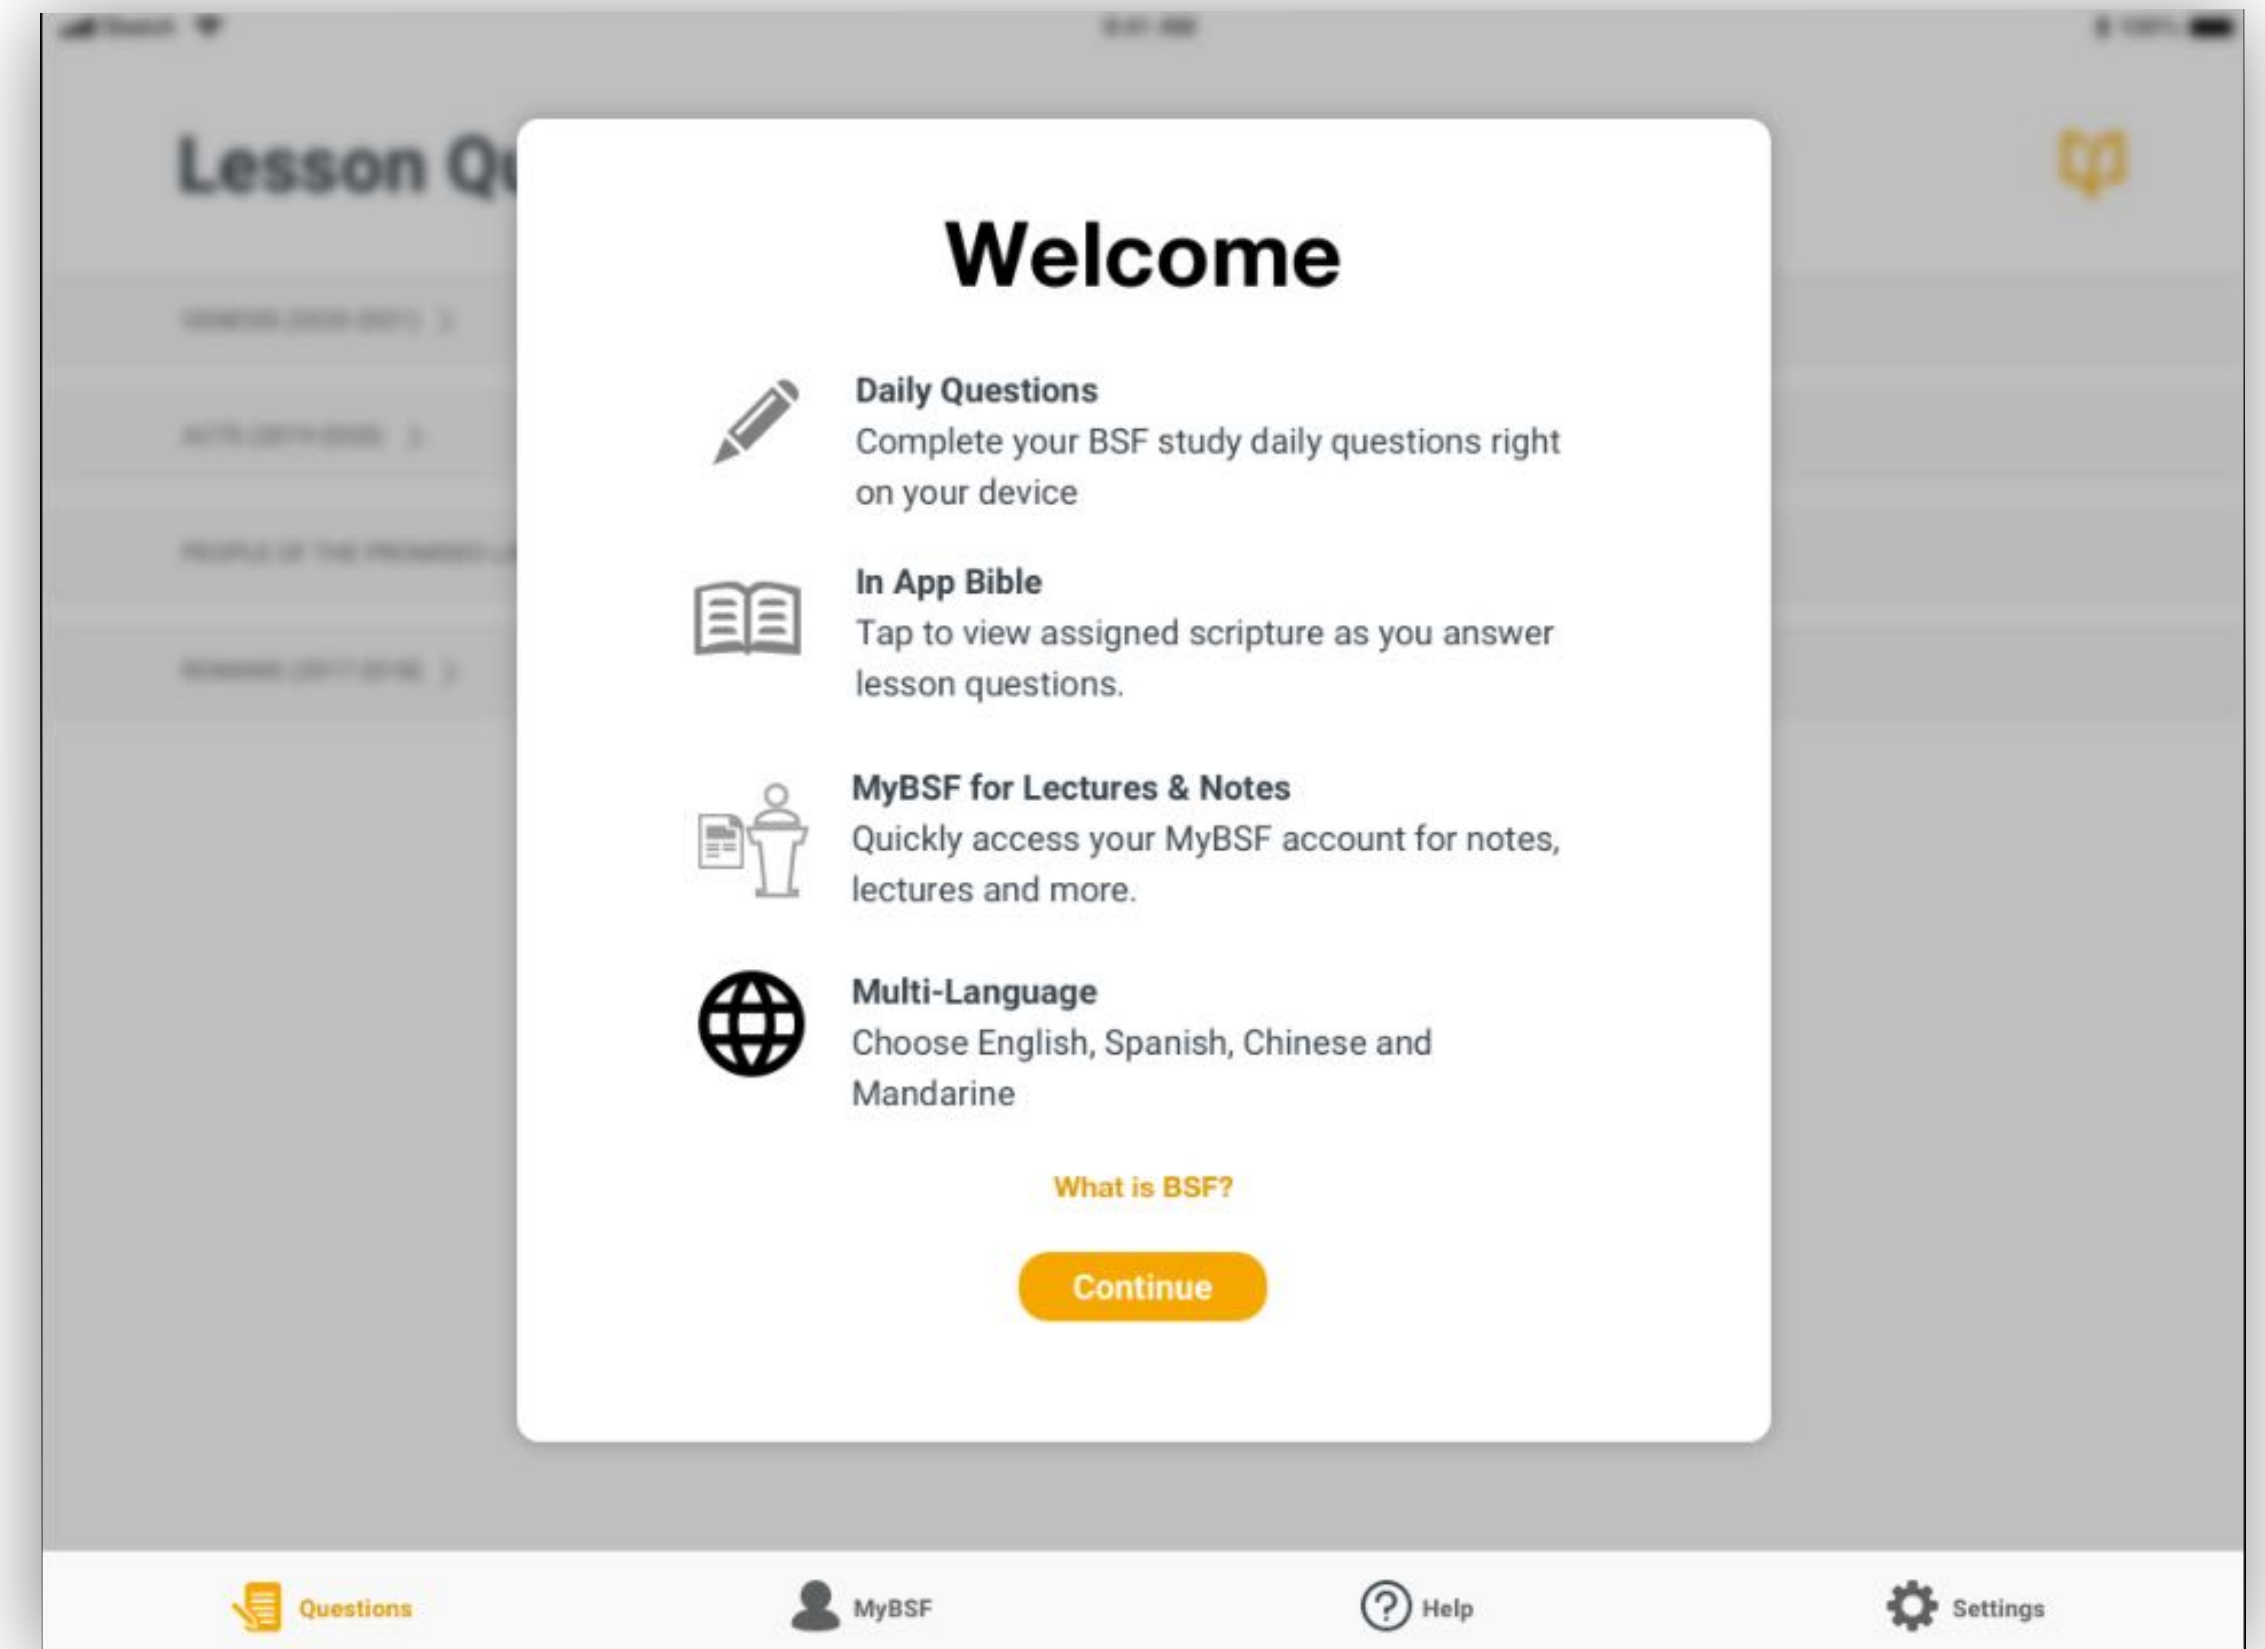 Lesson Qu
Welcome
Daily Questions
Complete your BSF study daily questions right
on your device
In App Bible
Tap to view assigned scripture as you answer
lesson questions.
MyBSF for Lectures & Notes
Quickly access your MyBSF account for notes,
lectures and more.
Multi-Language
Choose English, Spanish, Chinese and
Mandarine
What is BSF?
Continue
Questions
MyBSF
Help
Settings